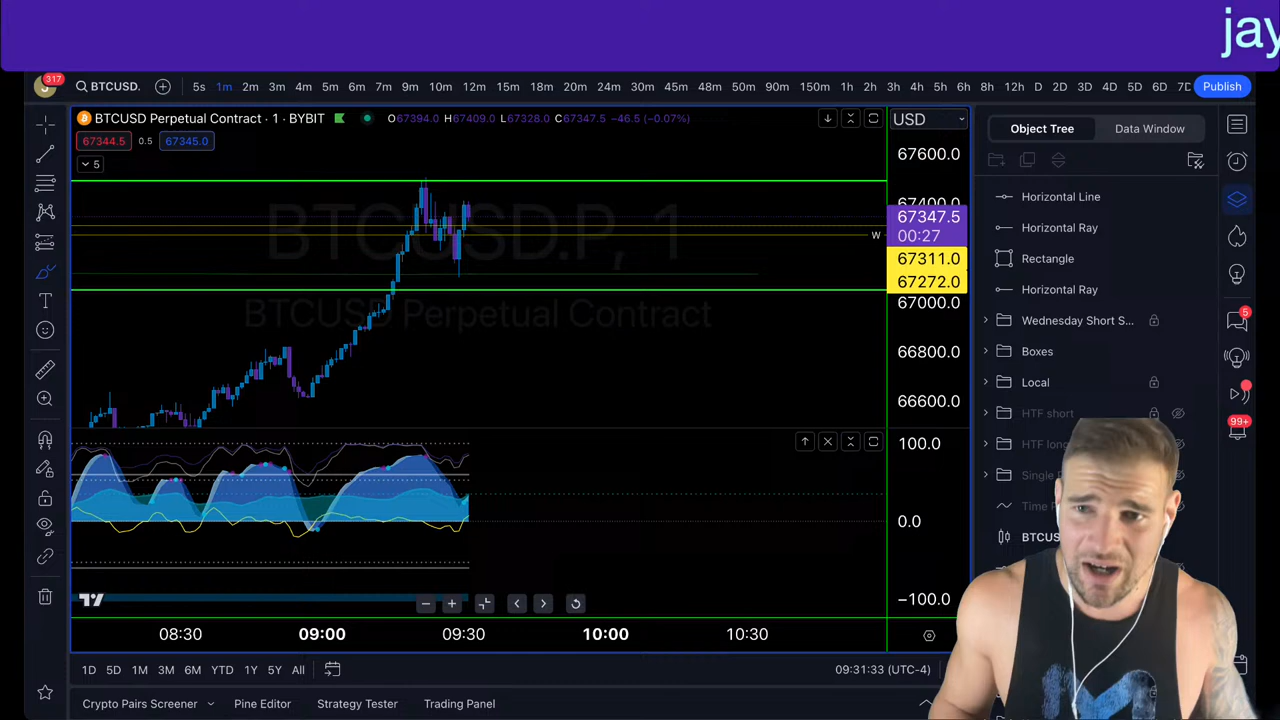 jay
317
BTCUSD.
5s 1m 2m 3m 4m 5m 6m 7m 9m 10m 12m 15m 18m 20m 24m 30m 45m 48m 50m 90m 150m 1h 2h 3h 4h 5h 6h 8h 12h D 2D 3D 4D 5D 6D 7D
Publish
BTCUSD Perpetual Contract · 1 · BYBIT
O67394.0 H67409.0 L67328.0 C67347.5 −46.5 (−0.07%)
USD
67344.5 0.5 67345.0
5
BTCUSD.P, 1
BTCUSD Perpetual Contract
W
67600.0
67400.0
67347.5
00:27
67311.0
67272.0
67000.0
66800.0
66600.0
100.0
0.0
−100.0
08:30 09:00 09:30 10:00 10:30
1D 5D 1M 3M 6M YTD 1Y 5Y All
09:31:33 (UTC-4)
Crypto Pairs Screener Pine Editor Strategy Tester Trading Panel
Object Tree Data Window
Horizontal Line
Horizontal Ray
Rectangle
Horizontal Ray
Wednesday Short S...
Boxes
Local
HTF short
HTF
Single
Time
BTCUS
5
99+